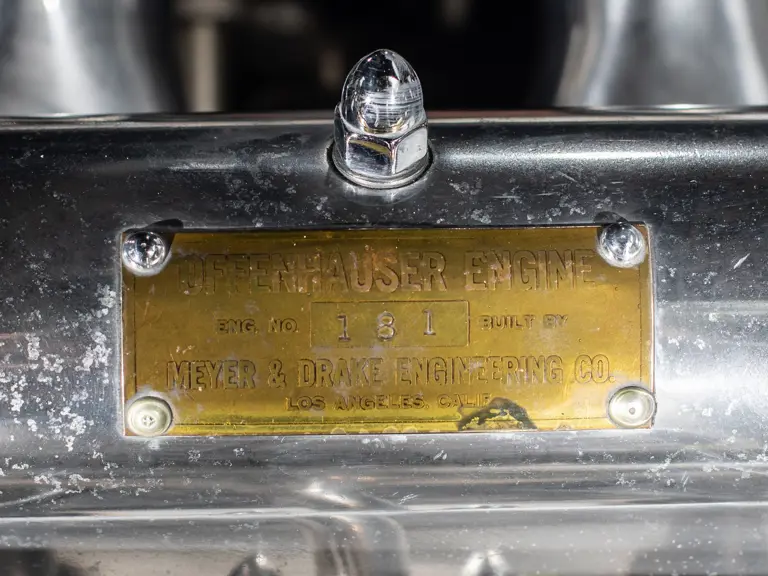 OFFENHAUSER ENGINE
ENG. NO. 181 BUILT BY
MEYER & DRAKE ENGINEERING CO.
LOS ANGELES, CALIF.